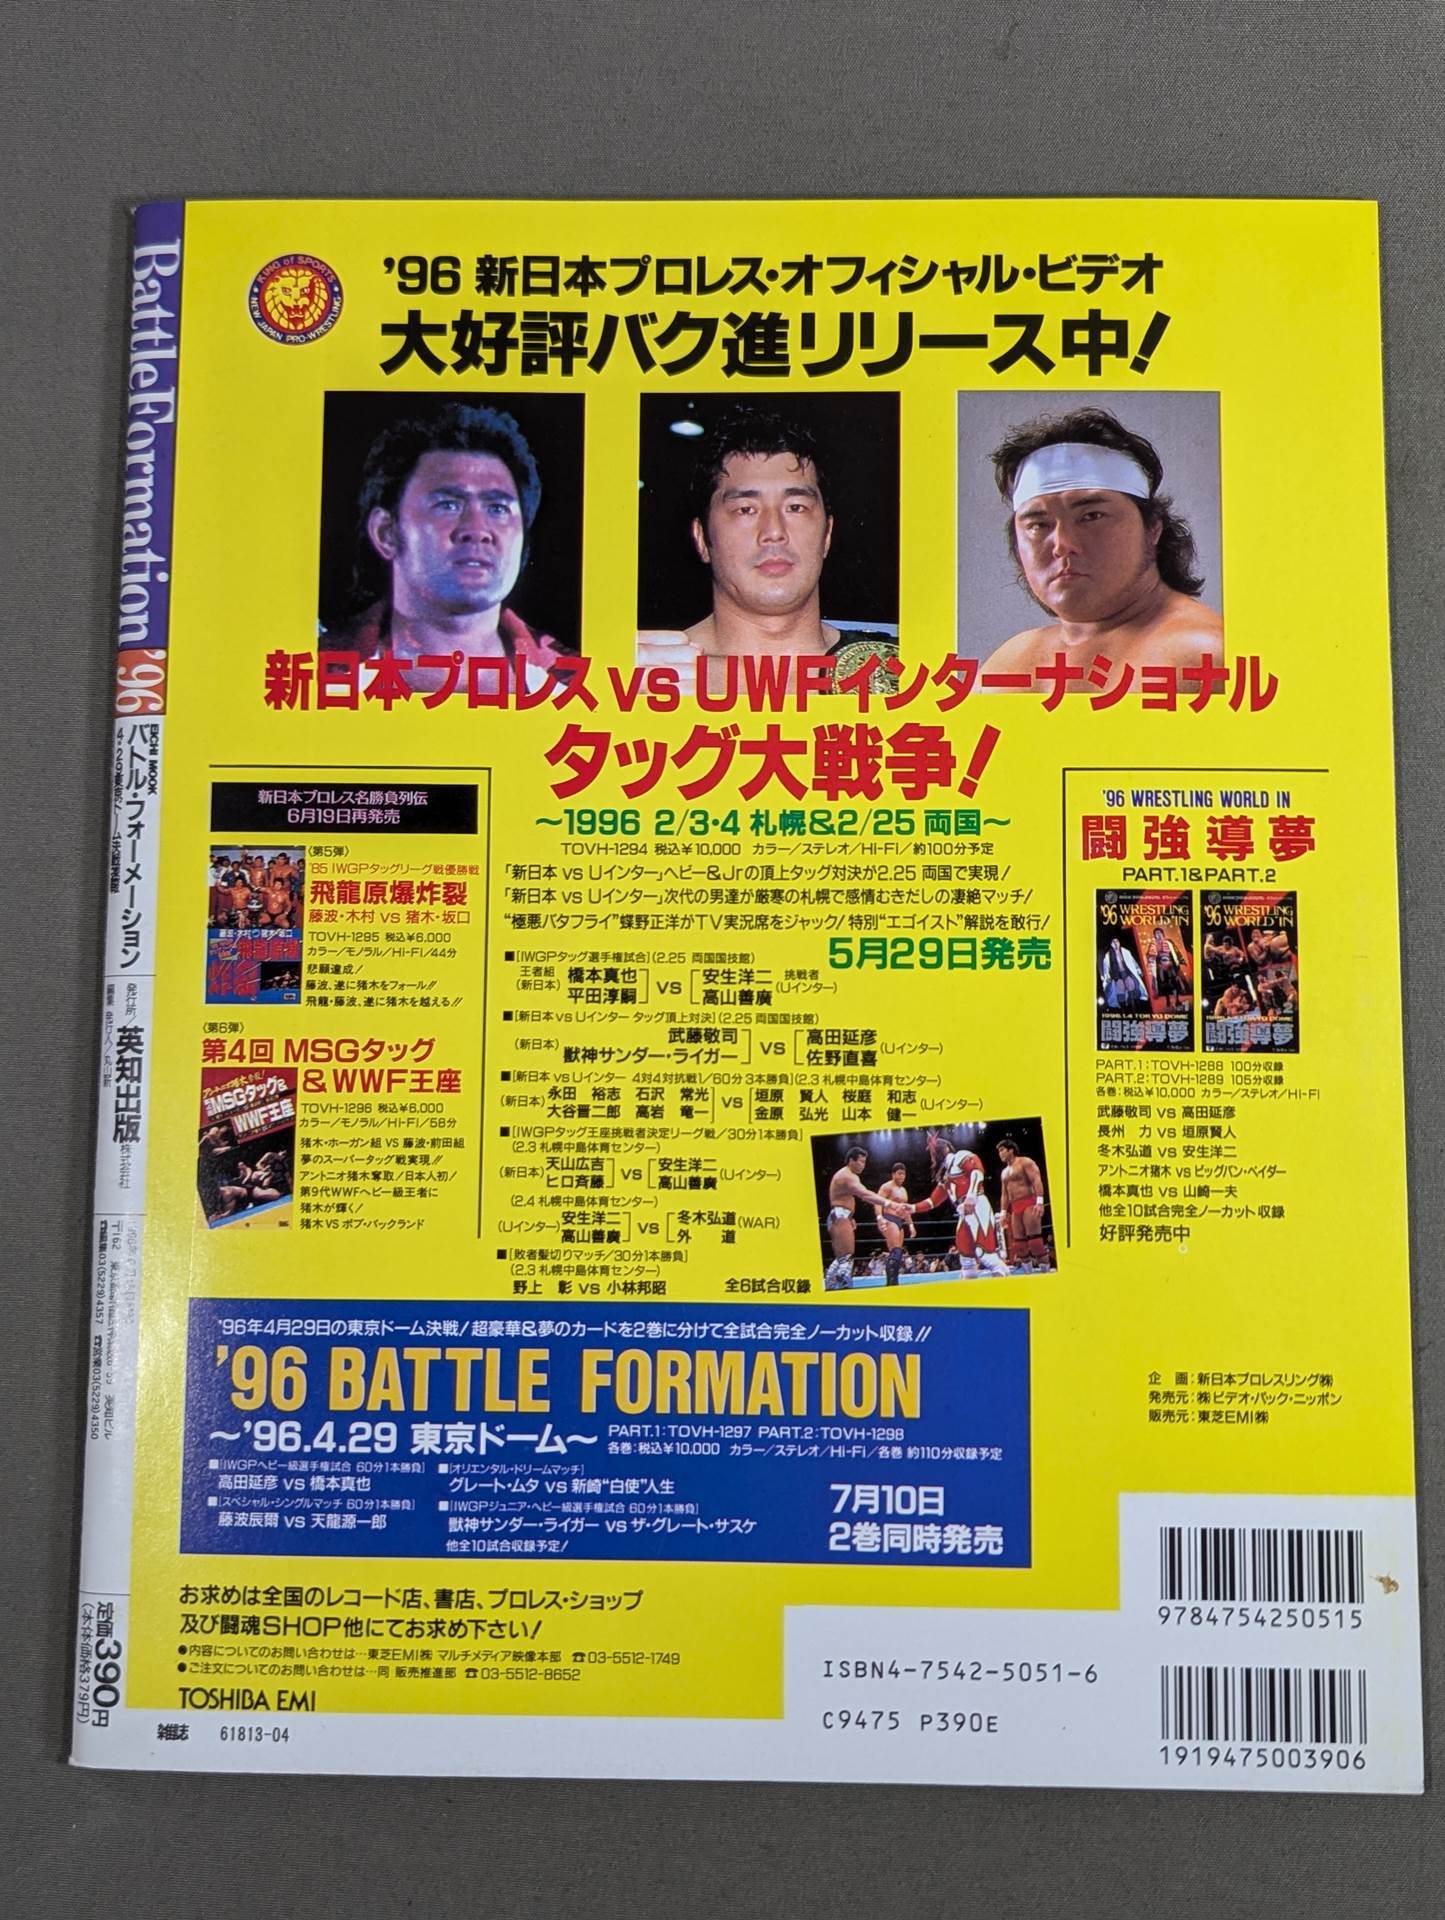 KING of SPORTS
NEW JAPAN PRO-WRESTLING
'96 新日本プロレス・オフィシャル・ビデオ
大好評バク進リリース中!
新日本プロレス vs UWFインターナショナル
タッグ大戦争!
〜1996 2/3・4 札幌&2/25 両国〜
TOVH-1294 税込¥10,000 カラー/ステレオ/Hi-Fi/約100分予定
「新日本 vs Uインター」ヘビー&Jrの頂上タッグ対決が2.25 両国で実現!
「新日本 vs Uインター」次代の男達が厳寒の札幌で感情むきだしの凄絶マッチ!
"極悪バタフライ"蝶野正洋がTV実況席をジャック! 特別"エゴイスト"解説を敢行!
5月29日発売
■[IWGPタッグ選手権試合](2.25 両国国技館)
王者組 (新日本) 橋本真也 平田淳嗣 vs 安生洋二 高山善廣 挑戦者 (Uインター)
■[新日本 vs Uインター タッグ頂上対決](2.25 両国国技館)
(新日本) 武藤敬司 獣神サンダー・ライガー vs 高田延彦 佐野直喜 (Uインター)
■[新日本 vs Uインター 4対4対抗戦1/60分3本勝負](2.3 札幌中島体育センター)
(新日本) 永田 裕志 石沢 常光 大谷晋二郎 高岩 竜一 vs 垣原 賢人 桜庭 和志 金原 弘光 山本 健一 (Uインター)
■[IWGPタッグ王座挑戦者決定リーグ戦/30分1本勝負]
(2.3 札幌中島体育センター)
(新日本) 天山広吉 ヒロ斉藤 vs 安生洋二 高山善廣 (Uインター)
(2.4 札幌中島体育センター)
(Uインター) 安生洋二 高山善廣 vs 冬木弘道 外 道 (WAR)
■[敗者髪切りマッチ/30分1本勝負]
(2.3 札幌中島体育センター)
野上 彰 vs 小林邦昭
全6試合収録
新日本プロレス名勝負列伝
6月19日再発売
〈第5弾〉
'85 IWGPタッグリーグ戦優勝戦
飛龍原爆炸裂
藤波・木村 vs 猪木・坂口
TOVH-1295 税込¥6,000
カラー/モノラル/Hi-Fi/44分
悲願達成!
藤波、遂に猪木をフォール!!
飛龍・藤波、遂に猪木を越える!!
〈第6弾〉
第4回 MSGタッグ
&WWF王座
MSGタッグ&
WWF王座
TOVH-1296 税込¥6,000
カラー/モノラル/Hi-Fi/58分
猪木・ホーガン組 VS 藤波・前田組
夢のスーパータッグ戦実現!!
アントニオ猪木奪取/日本人初!
第9代WWFヘビー級王者に
猪木が輝く!
猪木 VS ボブ・バックランド
'96 WRESTLING WORLD IN
闘強導夢
PART.1&PART.2
'96 WRESTLING WORLD IN
闘強導夢
'96 WRESTLING WORLD IN
闘強導夢
PART.1:TOVH-1288 100分収録
PART.2:TOVH-1289 105分収録
各巻:税込¥10,000 カラー/ステレオ/Hi-Fi
武藤敬司 vs 高田延彦
長州 力 vs 垣原賢人
冬木弘道 vs 安生洋二
アントニオ猪木 vs ビッグバン・ベイダー
橋本真也 vs 山崎一夫
他全10試合完全ノーカット収録
好評発売中
'96年4月29日の東京ドーム決戦! 超豪華&夢のカードを2巻に分けて全試合完全ノーカット収録!!
'96 BATTLE FORMATION
〜'96.4.29 東京ドーム〜
PART.1:TOVH-1297 PART.2:TOVH-1298
各巻:税込¥10,000 カラー/ステレオ/Hi-Fi/各巻 約110分収録予定
■[IWGPヘビー級選手権試合 60分1本勝負]
高田延彦 vs 橋本真也
■[オリエンタル・ドリームマッチ]
グレート・ムタ vs 新崎"白使"人生
■[スペシャル・シングルマッチ 60分1本勝負]
藤波辰爾 vs 天龍源一郎
■[IWGPジュニア・ヘビー級選手権試合 60分1本勝負]
獣神サンダー・ライガー vs ザ・グレート・サスケ
他全10試合収録予定!
7月10日
2巻同時発売
企 画:新日本プロレスリング㈱
発売元:㈱ビデオ・パック・ニッポン
販売元:東芝EMI㈱
お求めは全国のレコード店、書店、プロレス・ショップ
及び闘魂SHOP他にてお求め下さい!
●内容についてのお問い合わせは…東芝EMI㈱ マルチメディア映像本部 ☎03-5512-1749
●ご注文についてのお問い合わせは…同 販売推進部 ☎03-5512-8652
TOSHIBA EMI
雑誌 61813-04
9784754250515
ISBN4-7542-5051-6
C9475 P390E
1919475003906
Battle Formation '96
EICHI MOOK
バトル・フォーメーション
発行所/英知出版株式会社
☎編集03(5229)4357 ☎営業03(5229)4350
定価390円
(本体価格379円)